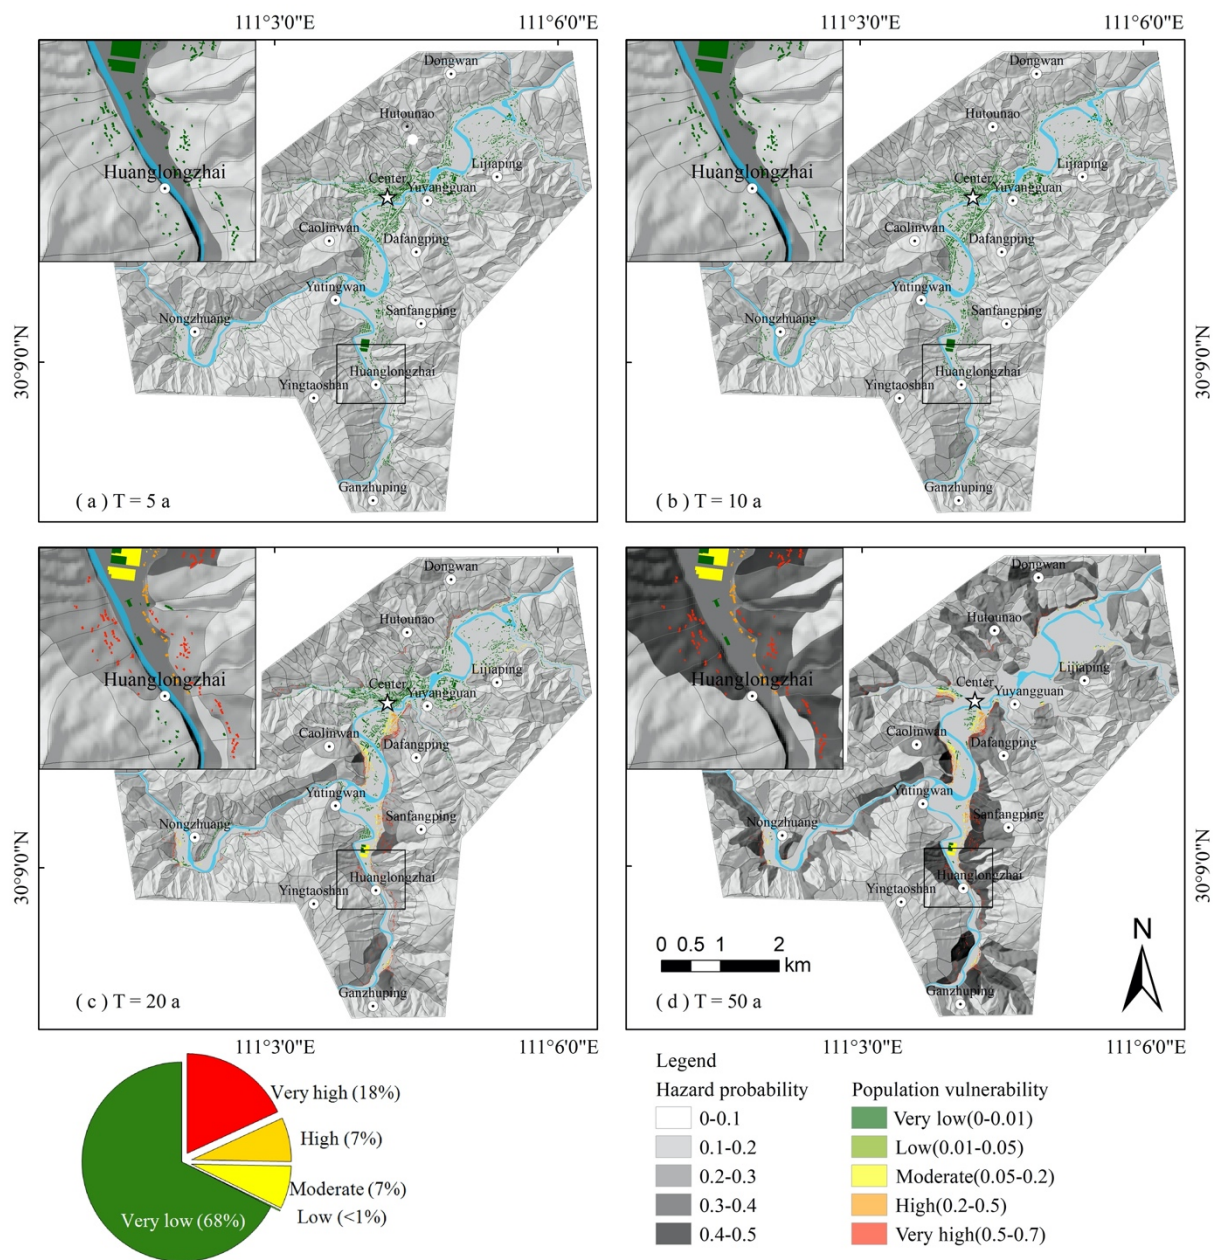 111°3'0"E
111°6'0"E
111°3'0"E
111°6'0"E
Dongwan
Hutounao
Lijiaping
Center
Yuyangguan
Caolinwan
Dafangping
Yutingwan
Nongzhuang
Sanfangping
Huanglongzhai
Yingtaoshan
Ganzhuping
Huanglongzhai
30°9'0"N
( a ) T = 5 a
Dongwan
Hutounao
Lijiaping
Center
Yuyangguan
Caolinwan
Dafangping
Yutingwan
Nongzhuang
Sanfangping
Huanglongzhai
Yingtaoshan
Ganzhuping
Huanglongzhai
30°9'0"N
( b ) T = 10 a
Dongwan
Hutounao
Lijiaping
Center
Yuyangguan
Caolinwan
Dafangping
Yutingwan
Nongzhuang
Sanfangping
Huanglongzhai
Yingtaoshan
Ganzhuping
Huanglongzhai
30°9'0"N
( c ) T = 20 a
Dongwan
Hutounao
Lijiaping
Center
Yuyangguan
Caolinwan
Dafangping
Yutingwan
Nongzhuang
Sanfangping
Huanglongzhai
Yingtaoshan
Ganzhuping
Huanglongzhai
30°9'0"N
0 0.5 1 2
km
N
( d ) T = 50 a
111°3'0"E
111°6'0"E
111°3'0"E
111°6'0"E
Very high (18%)
High (7%)
Moderate (7%)
Low (<1%)
Very low (68%)
Legend
Hazard probability
0-0.1
0.1-0.2
0.2-0.3
0.3-0.4
0.4-0.5
Population vulnerability
Very low(0-0.01)
Low(0.01-0.05)
Moderate(0.05-0.2)
High(0.2-0.5)
Very high(0.5-0.7)